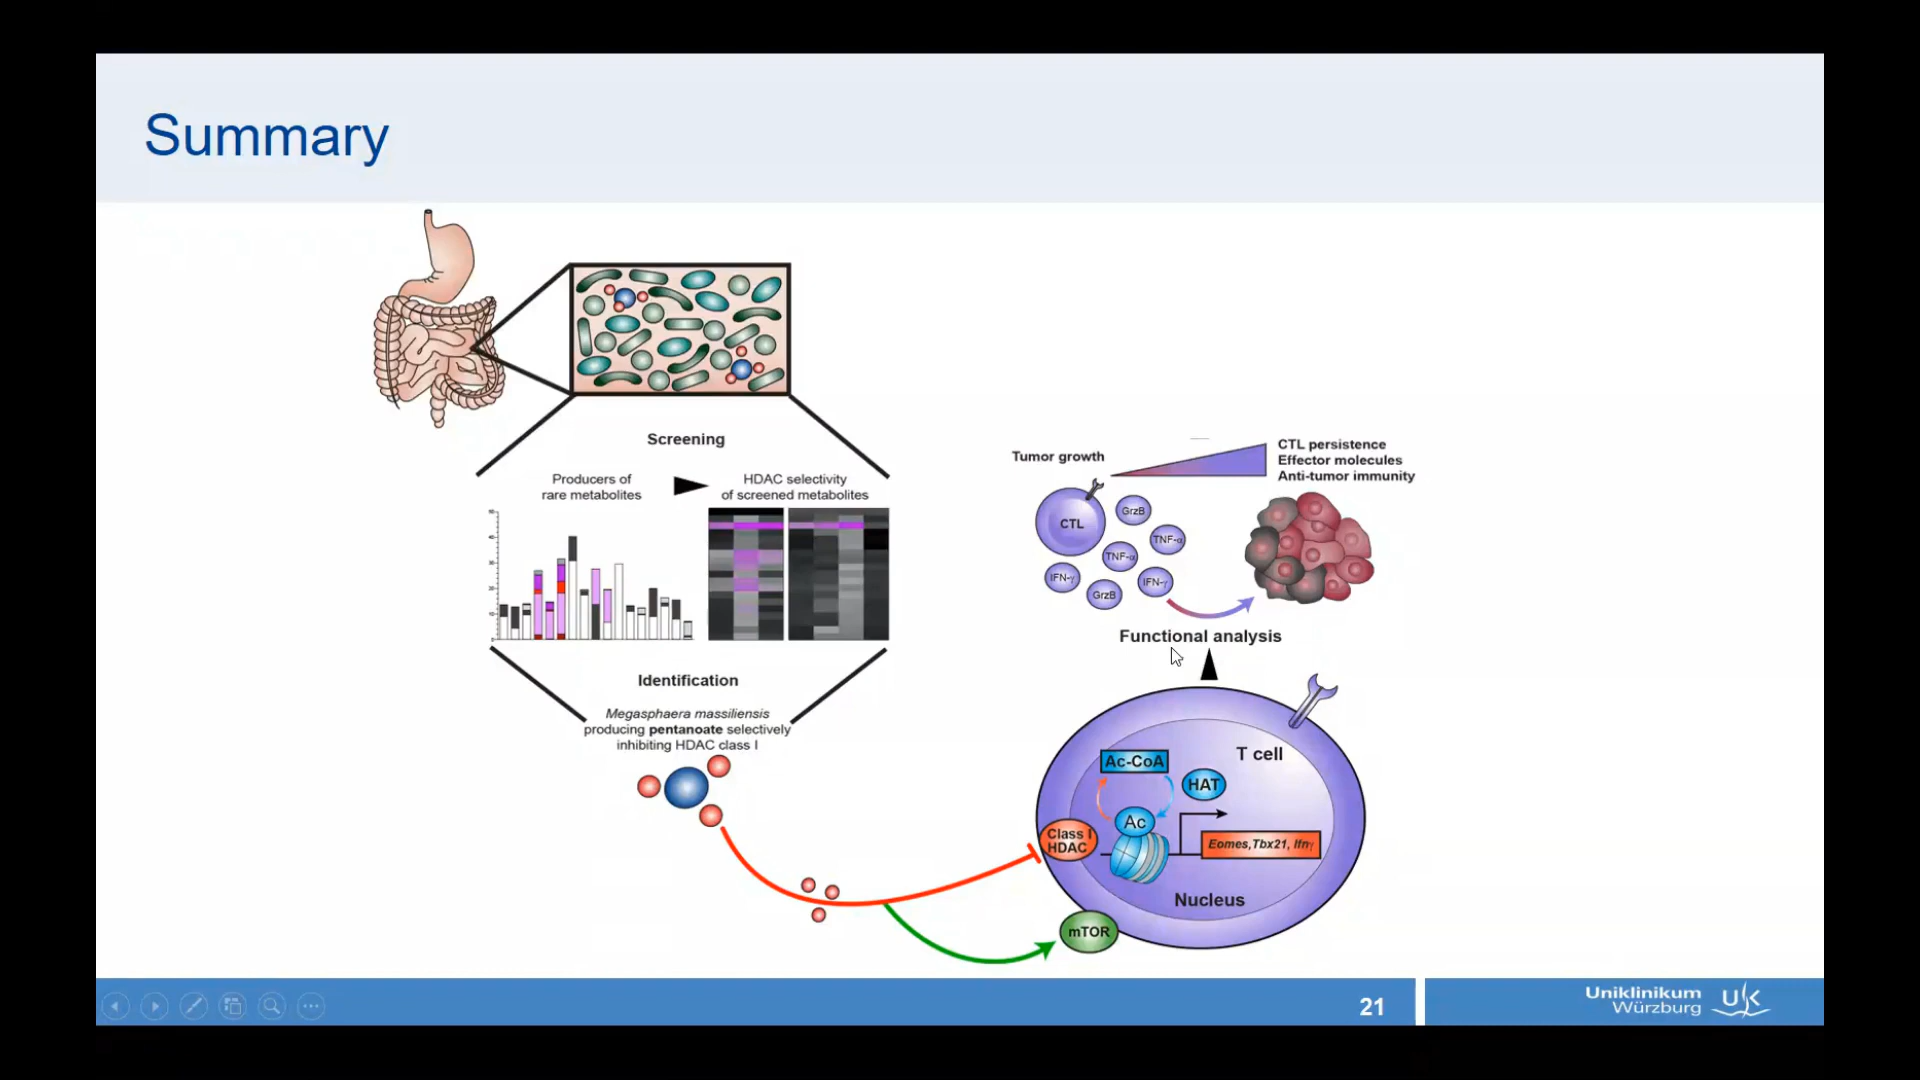 Summary
Screening
Producers of
rare metabolites
HDAC selectivity
of screened metabolites
Identification
Megasphaera massiliensis
producing pentanoate selectively
inhibiting HDAC class I
Tumor growth
CTL persistence
Effector molecules
Anti-tumor immunity
CTL
GrzB
TNF-α
TNF-α
IFN-γ
IFN-γ
GrzB
Functional analysis
T cell
Ac-CoA
HAT
Ac
Class I
HDAC
Eomes,Tbx21, Ifnγ
Nucleus
mTOR
21
Uniklinikum
Würzburg
UK